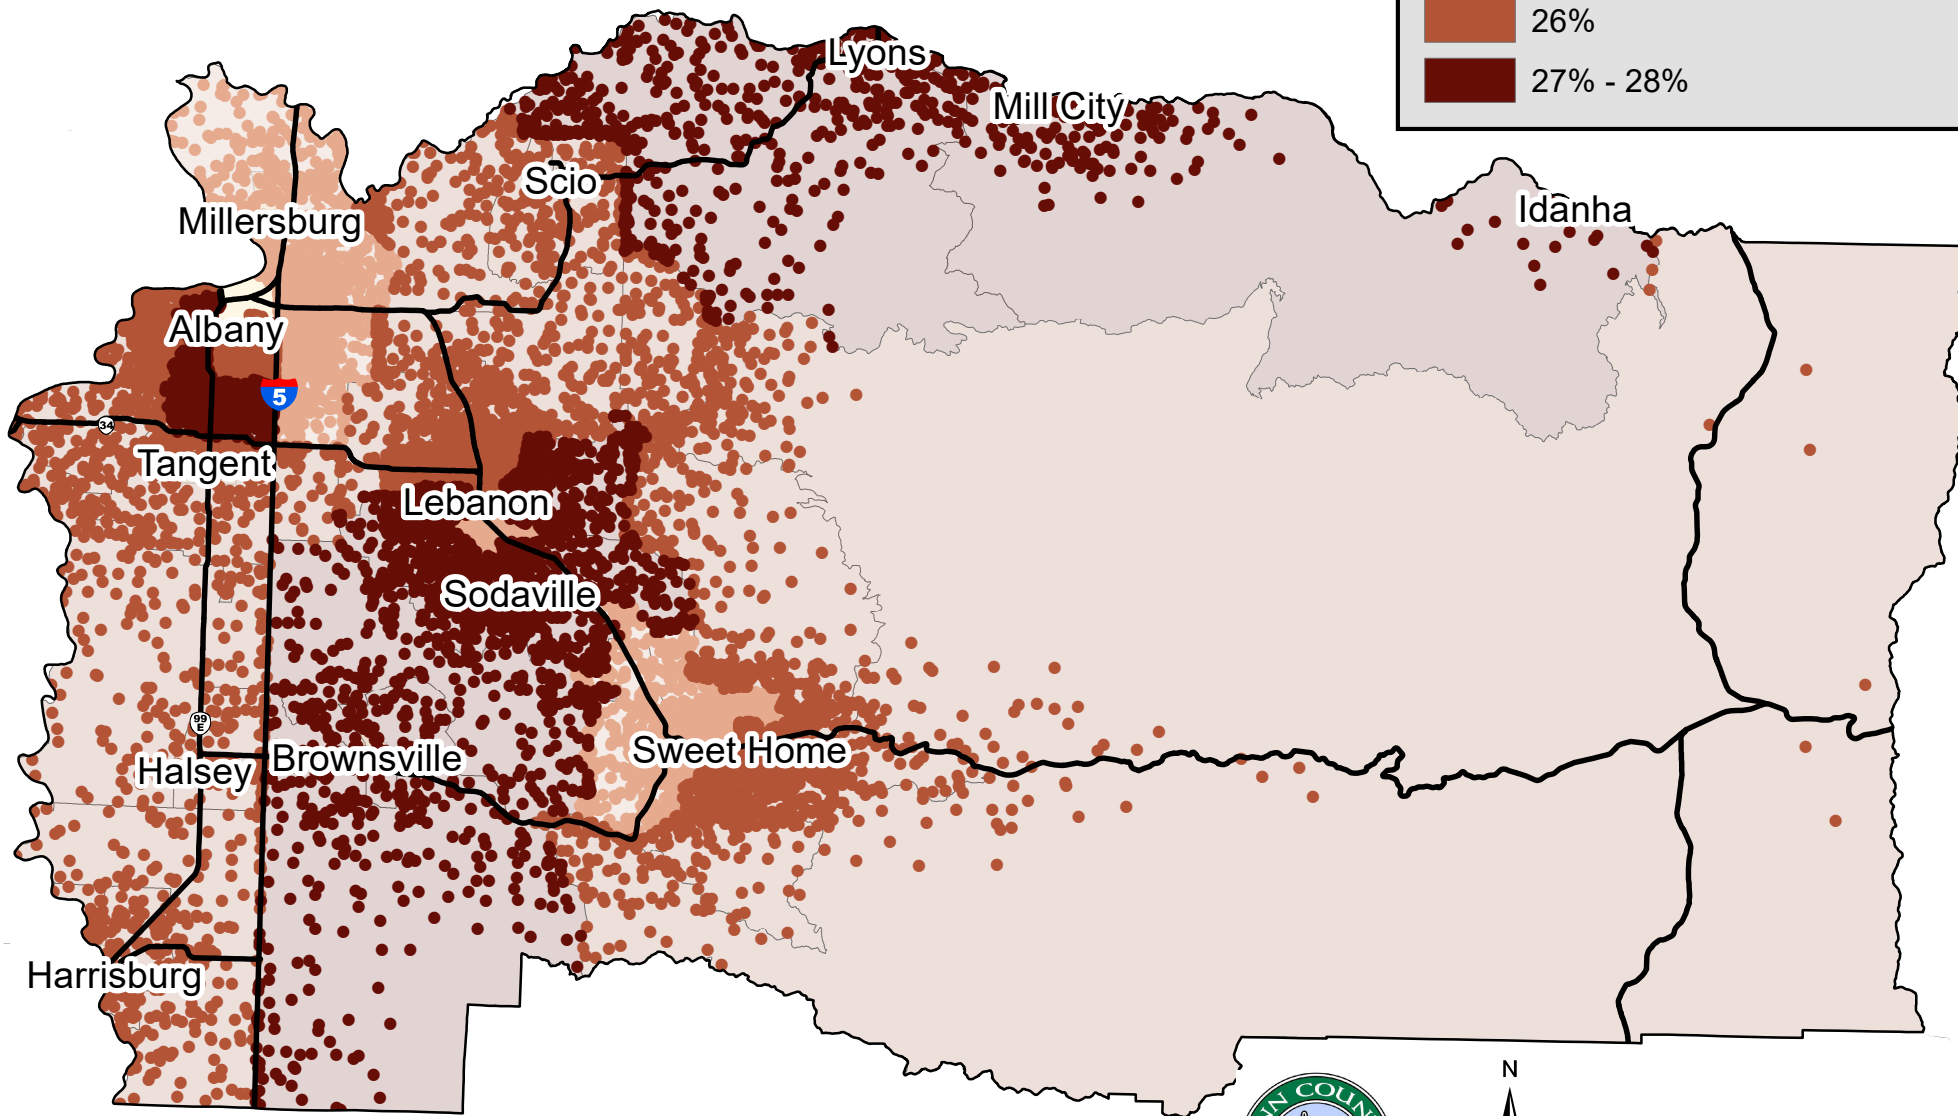 26%
27% - 28%
Lyons
Mill City
Scio
Idanha
Millersburg
Albany
5
34
Tangent
Lebanon
Sodaville
99
E
Sweet Home
Brownsville
Halsey
Harrisburg
N